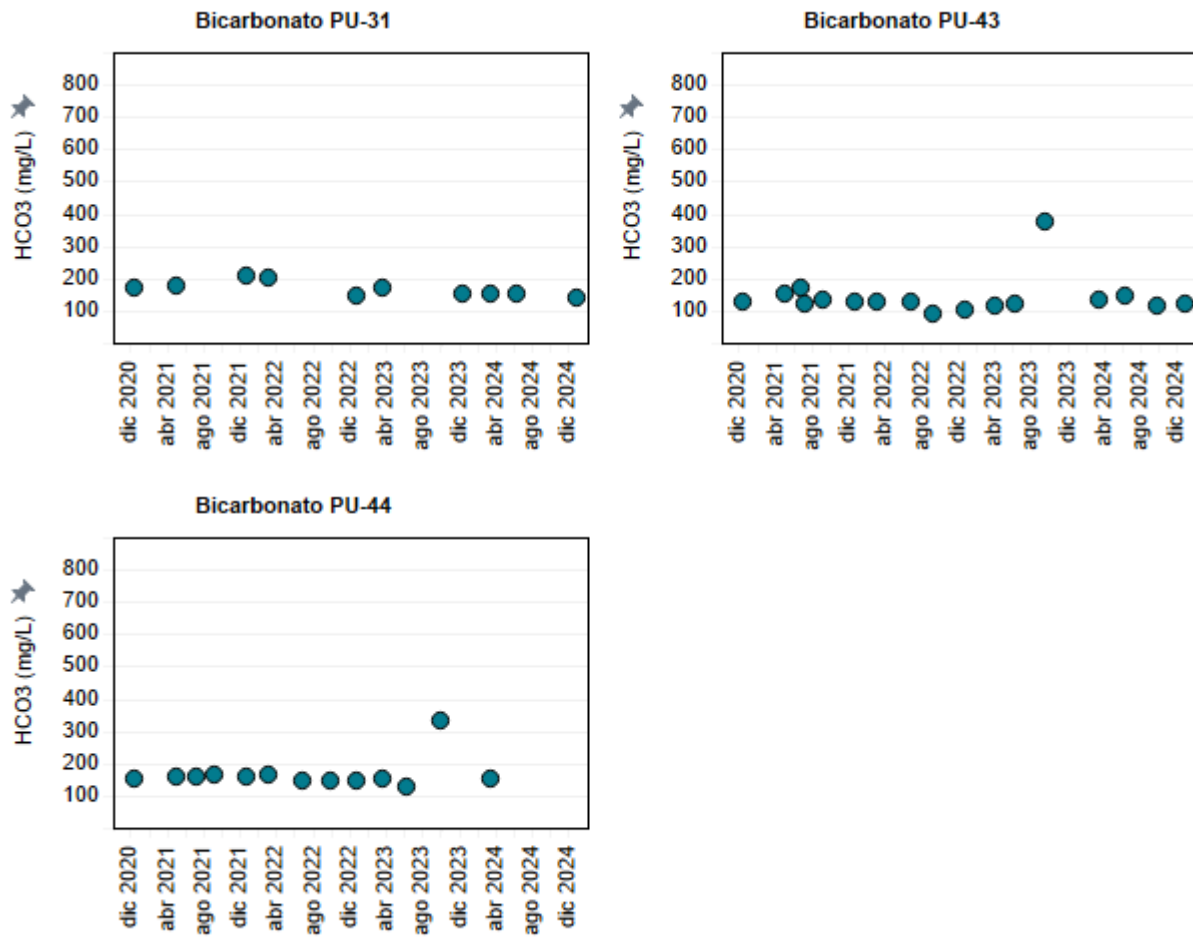 Bicarbonato PU-31
HCO3 (mg/L)
800
700
600
500
400
300
200
100
dic 2020
abr 2021
ago 2021
dic 2021
abr 2022
ago 2022
dic 2022
abr 2023
ago 2023
dic 2023
abr 2024
ago 2024
dic 2024
Bicarbonato PU-43
HCO3 (mg/L)
800
700
600
500
400
300
200
100
dic 2020
abr 2021
ago 2021
dic 2021
abr 2022
ago 2022
dic 2022
abr 2023
ago 2023
dic 2023
abr 2024
ago 2024
dic 2024
Bicarbonato PU-44
HCO3 (mg/L)
800
700
600
500
400
300
200
100
dic 2020
abr 2021
ago 2021
dic 2021
abr 2022
ago 2022
dic 2022
abr 2023
ago 2023
dic 2023
abr 2024
ago 2024
dic 2024